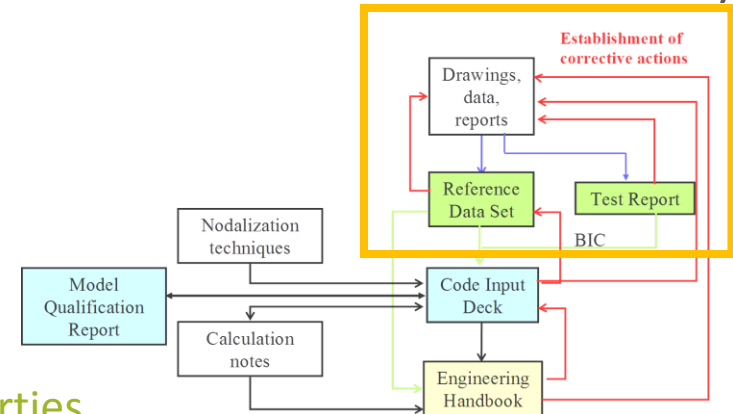 Establishment of
corrective actions
Drawings,
data,
reports
Reference
Data Set
Test Report
BIC
Nodalization
techniques
Model
Qualification
Report
Code Input
Deck
Calculation
notes
Engineering
Handbook